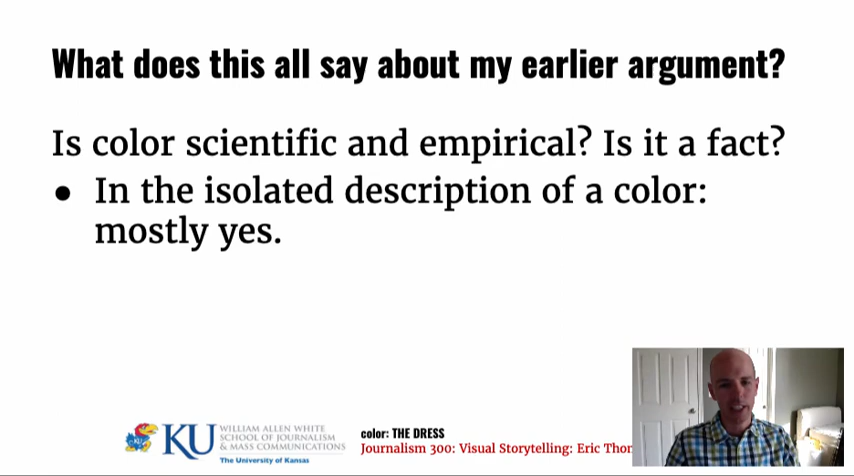 What does this all say about my earlier argument?
Is color scientific and empirical? Is it a fact?
● In the isolated description of a color:
mostly yes.
KU
WILLIAM ALLEN WHITE
SCHOOL OF JOURNALISM
& MASS COMMUNICATIONS
The University of Kansas
color: THE DRESS
Journalism 300: Visual Storytelling: Eric Thor